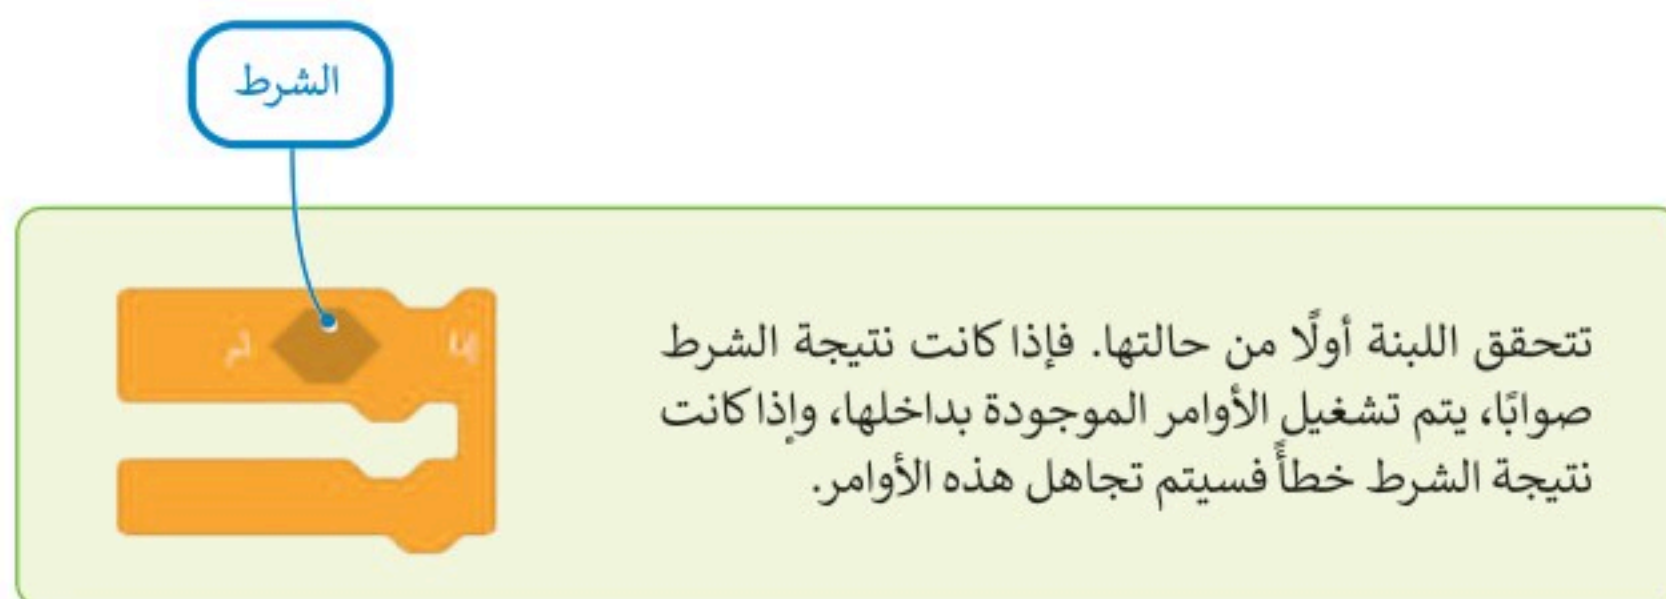 الشرط
إذا
ثم
تتحقق اللبنة أولًا من حالتها. فإذا كانت نتيجة الشرط
صوابًا، يتم تشغيل الأوامر الموجودة بداخلها، وإذا كانت
نتيجة الشرط خطأً فسيتم تجاهل هذه الأوامر.